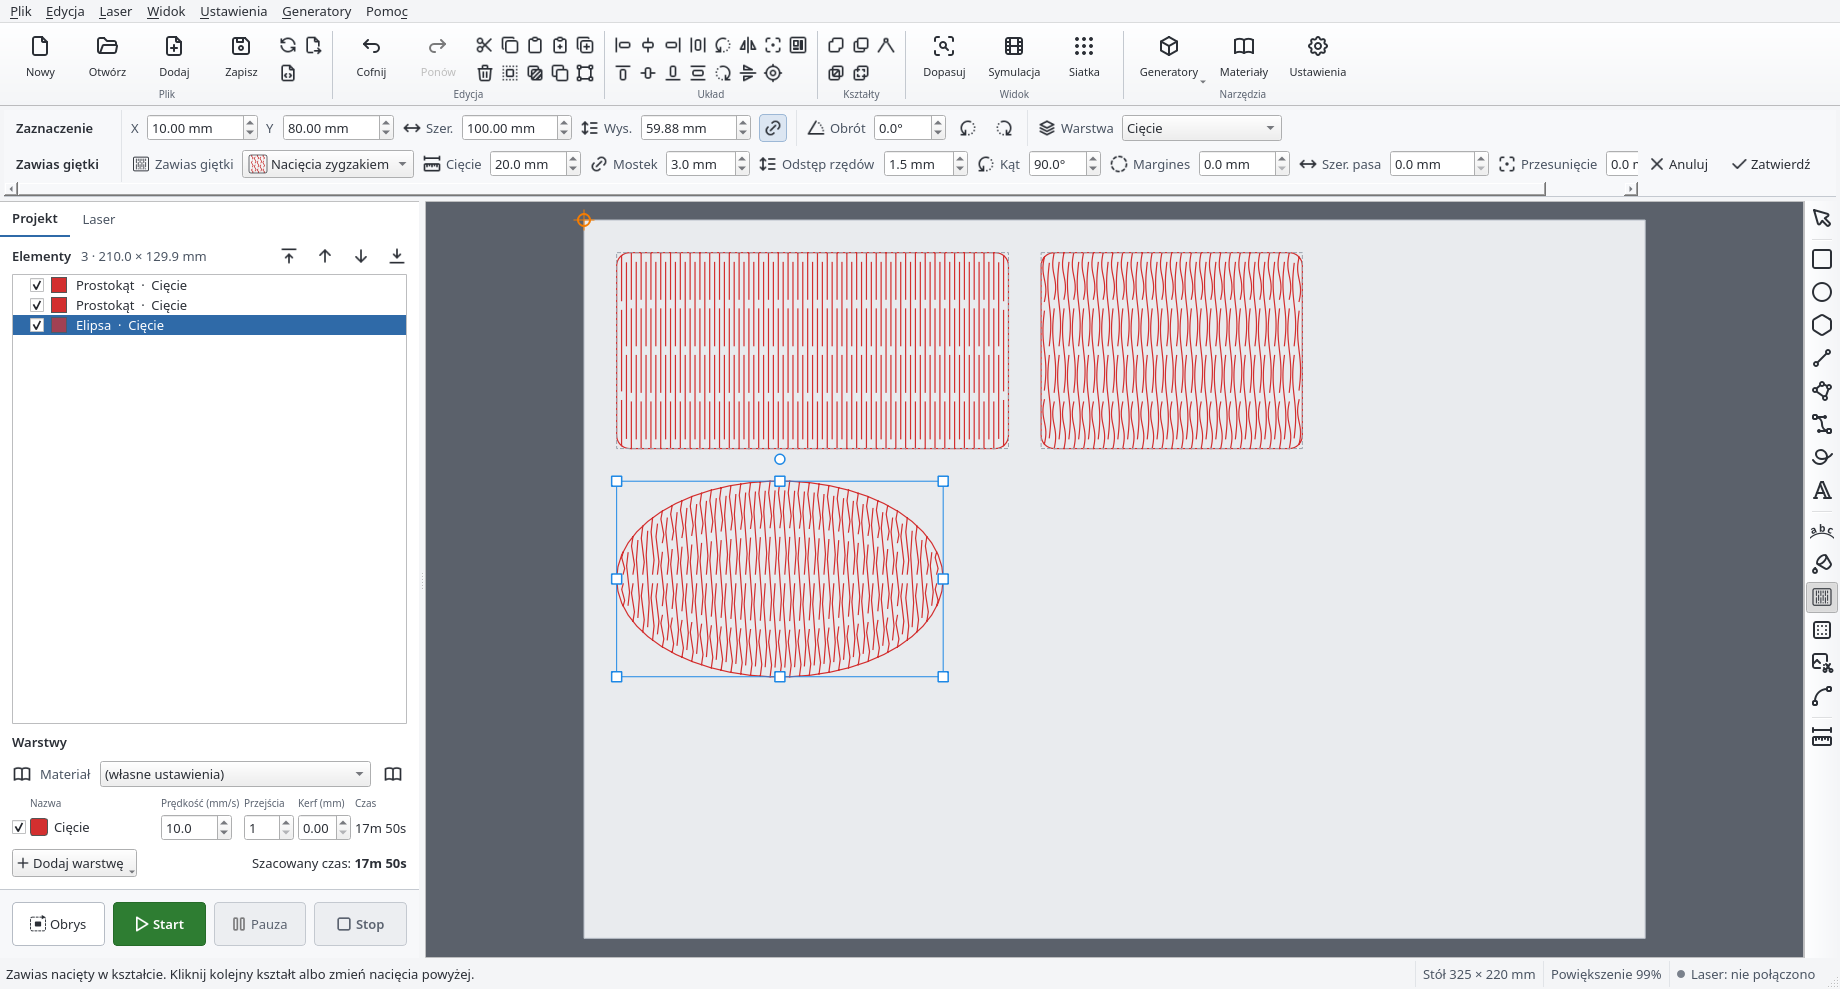 Plik Edycja Laser Widok Ustawienia Generatory Pomoc
Nowy Otwórz Dodaj Zapisz Cofnij Ponów Dopasuj Symulacja Siatka Generatory Materiały Ustawienia
Plik Edycja Układ Kształty Widok Narzędzia
Zaznaczenie X 10.00 mm Y 80.00 mm Szer. 100.00 mm Wys. 59.88 mm Obrót 0.0° Warstwa Cięcie
Zawias giętki Zawias giętki Nacięcia zygzakiem Cięcie 20.0 mm Mostek 3.0 mm Odstęp rzędów 1.5 mm Kąt 90.0° Margines 0.0 mm Szer. pasa 0.0 mm Przesunięcie 0.0 Anuluj Zatwierdź
Projekt Laser
Elementy 3 · 210.0 × 129.9 mm
Prostokąt · Cięcie
Prostokąt · Cięcie
Elipsa · Cięcie
abc
Warstwy
Materiał (własne ustawienia)
Nazwa Prędkość (mm/s) Przejścia Kerf (mm) Czas
Cięcie 10.0 1 0.00 17m 50s
Dodaj warstwę Szacowany czas: 17m 50s
Obrys Start Pauza Stop
Zawias nacięty w kształcie. Kliknij kolejny kształt albo zmień nacięcia powyżej. Stół 325 × 220 mm Powiększenie 99% Laser: nie połączono